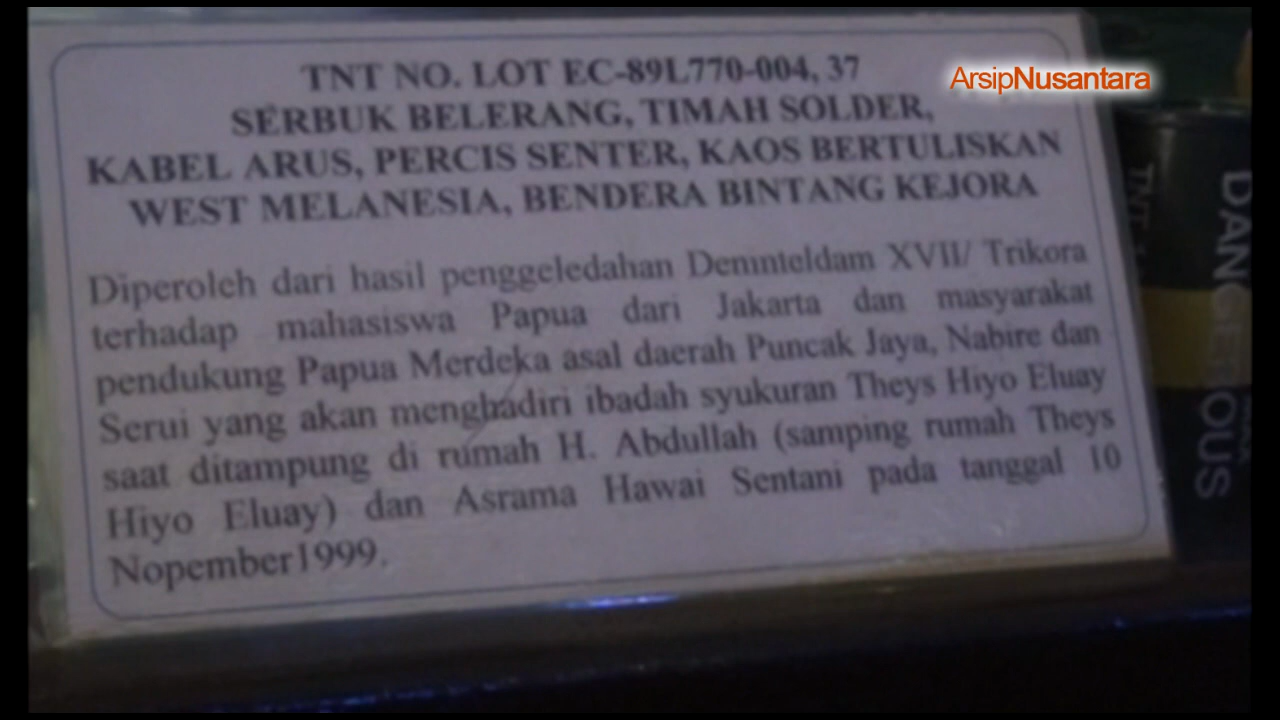 ArsipNusantara
TNT NO. LOT EC-89L770-004, 37
SERBUK BELERANG, TIMAH SOLDER,
KABEL ARUS, PERCIS SENTER, KAOS BERTULISKAN
WEST MELANESIA, BENDERA BINTANG KEJORA
Diperoleh dari hasil penggeledahan Denmteldam XVII/ Trikora
terhadap mahasiswa Papua dari Jakarta dan masyarakat
pendukung Papua Merdeka asal daerah Puncak Jaya, Nabire dan
Serui yang akan menghadiri ibadah syukuran Theys Hiyo Eluay
saat ditampung di rumah H. Abdullah (samping rumah Theys
Hiyo Eluay) dan Asrama Hawai Sentani pada tanggal 10
Nopember1999.
TNT
DANGEROUS